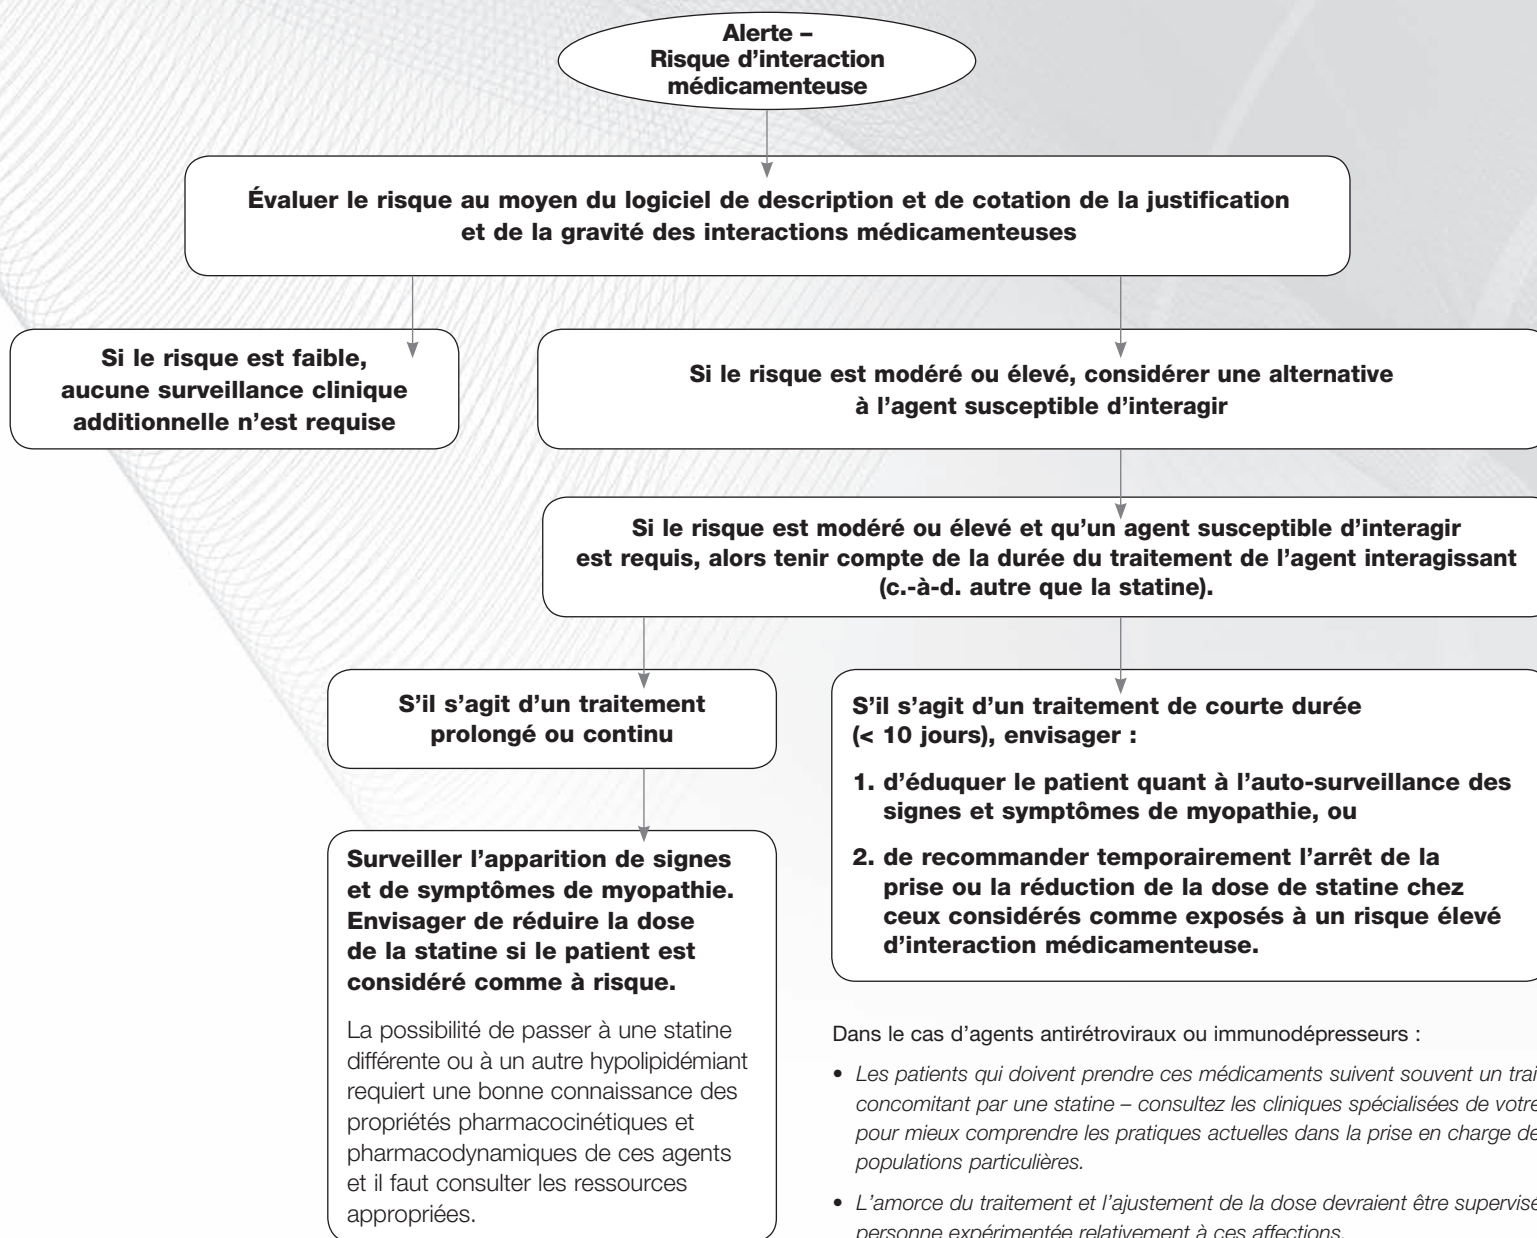 Alerte –
Risque d’interaction
médicamenteuse
Évaluer le risque au moyen du logiciel de description et de cotation de la justification
et de la gravité des interactions médicamenteuses
Si le risque est faible,
aucune surveillance clinique
additionnelle n’est requise
Si le risque est modéré ou élevé, considérer une alternative
à l’agent susceptible d’interagir
Si le risque est modéré ou élevé et qu’un agent susceptible d’interagir
est requis, alors tenir compte de la durée du traitement de l’agent interagissant
(c.-à-d. autre que la statine).
S’il s’agit d’un traitement
prolongé ou continu
Surveiller l’apparition de signes
et de symptômes de myopathie.
Envisager de réduire la dose
de la statine si le patient est
considéré comme à risque.
La possibilité de passer à une statine
différente ou à un autre hypolipidémiant
requiert une bonne connaissance des
propriétés pharmacocinétiques et
pharmacodynamiques de ces agents
et il faut consulter les ressources
appropriées.
S’il s’agit d’un traitement de courte durée
(< 10 jours), envisager :
1. d’éduquer le patient quant à l’auto-surveillance des
signes et symptômes de myopathie, ou
2. de recommander temporairement l’arrêt de la
prise ou la réduction de la dose de statine chez
ceux considérés comme exposés à un risque élevé
d’interaction médicamenteuse.
Dans le cas d’agents antirétroviraux ou immunodépresseurs :
• Les patients qui doivent prendre ces médicaments suivent souvent un trai
concomitant par une statine – consultez les cliniques spécialisées de votre
pour mieux comprendre les pratiques actuelles dans la prise en charge de
populations particulières.
• L’amorce du traitement et l’ajustement de la dose devraient être supervisé
personne expérimentée relativement à ces affections.